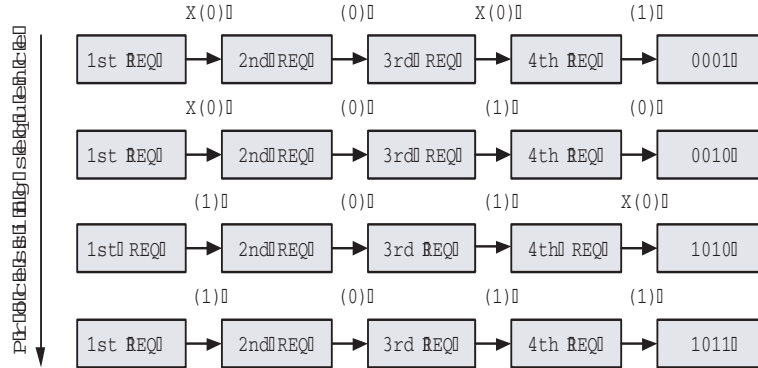 X(0) (0) X(0) (1)
1st REQ 2nd REQ 3rd REQ 4th REQ 0001
X(0) (0) (1) (0)
1st REQ 2nd REQ 3rd REQ 4th REQ 0010
(1) (0) (1) X(0)
1st REQ 2nd REQ 3rd REQ 4th REQ 1010
(1) (0) (1) (1)
1st REQ 2nd REQ 3rd REQ 4th REQ 1011
Processing sequence